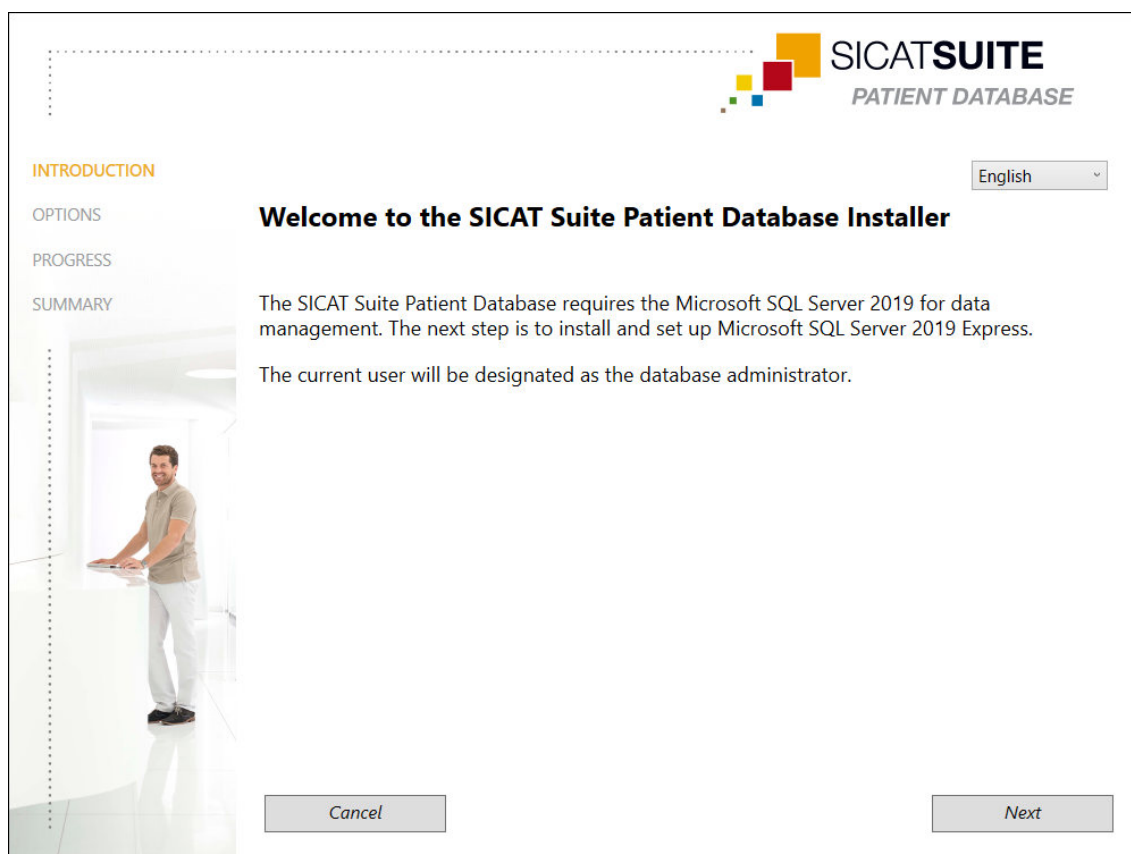 SICATSUITE
PATIENT DATABASE
INTRODUCTION
English
OPTIONS
Welcome to the SICAT Suite Patient Database Installer
PROGRESS
SUMMARY
The SICAT Suite Patient Database requires the Microsoft SQL Server 2019 for data
management. The next step is to install and set up Microsoft SQL Server 2019 Express.
The current user will be designated as the database administrator.
Cancel
Next